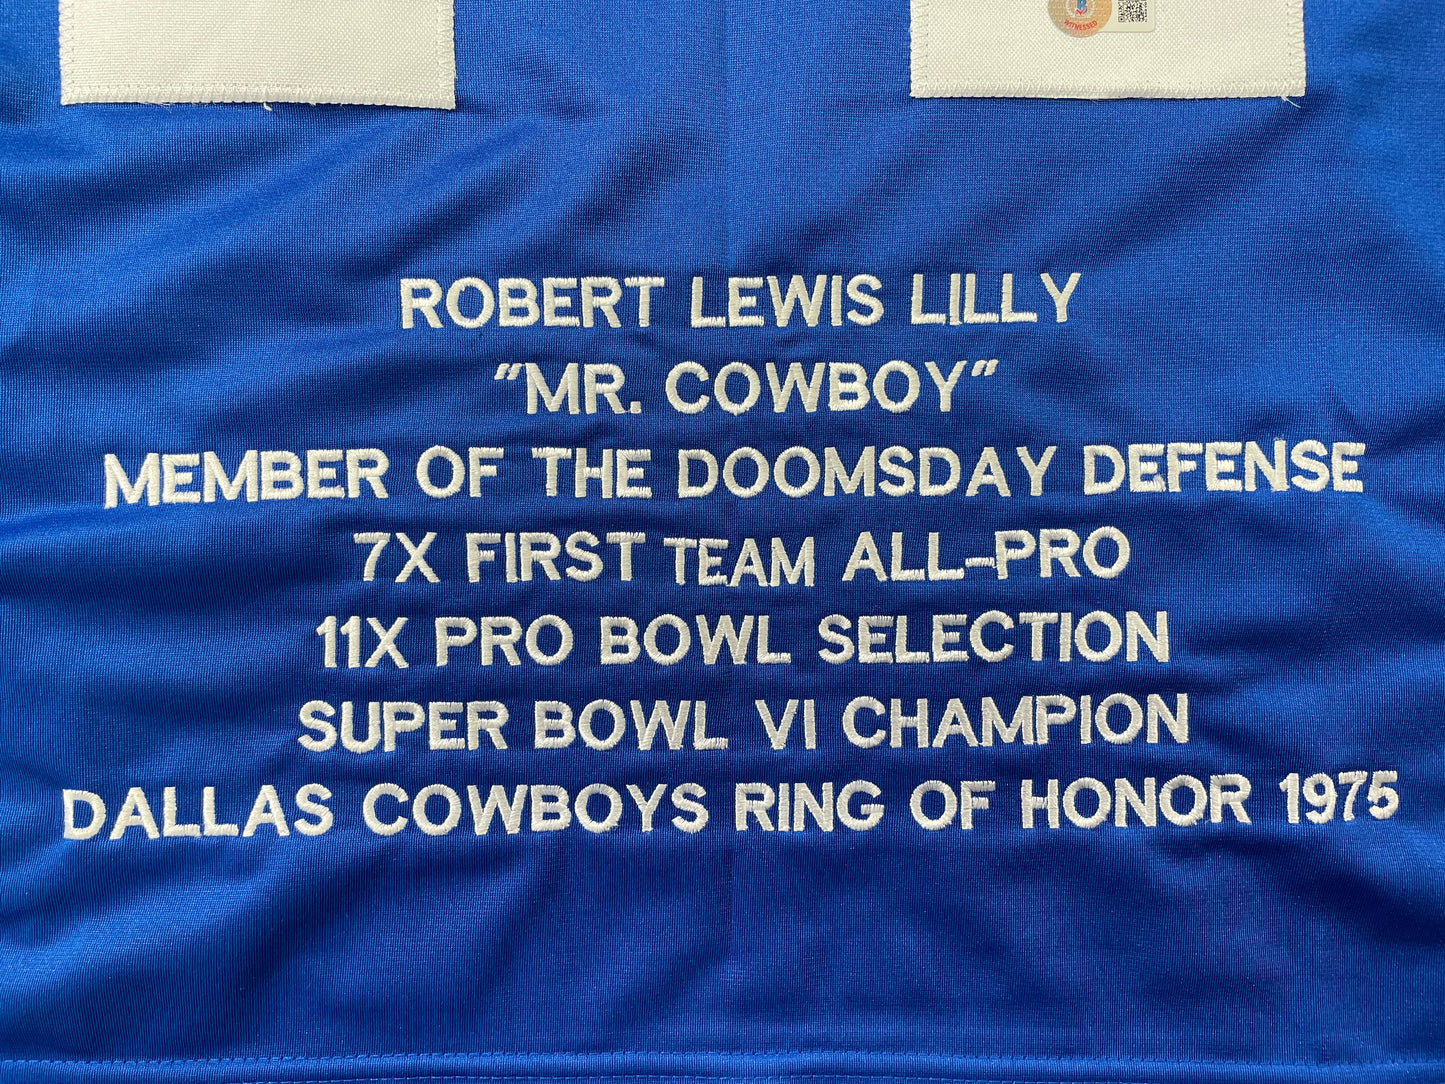 WITNESSED
ROBERT LEWIS LILLY
"MR. COWBOY"
MEMBER OF THE DOOMSDAY DEFENSE
7X FIRST TEAM ALL-PRO
11X PRO BOWL SELECTION
SUPER BOWL VI CHAMPION
DALLAS COWBOYS RING OF HONOR 1975